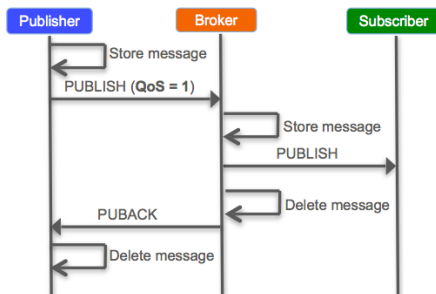 Publisher
Broker
Subscriber
Store message
PUBLISH (QoS = 1)
Store message
PUBLISH
Delete message
PUBACK
Delete message